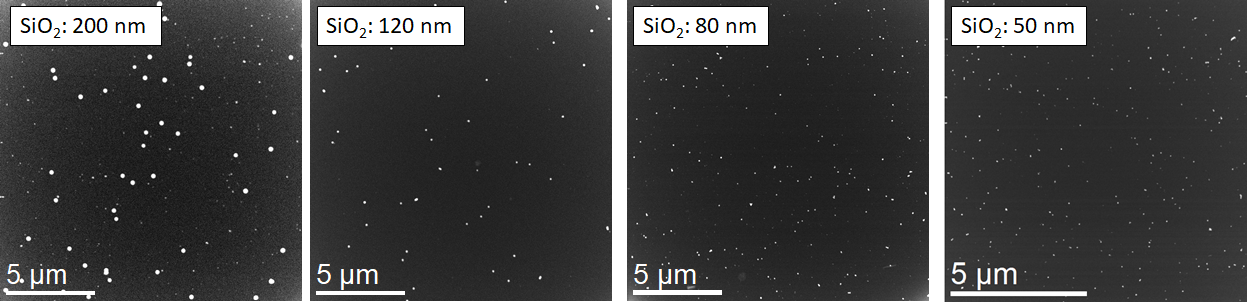 SiO₂: 200 nm
SiO₂: 120 nm
SiO₂: 80 nm
SiO₂: 50 nm
5 µm
5 µm
5 µm
5 µm